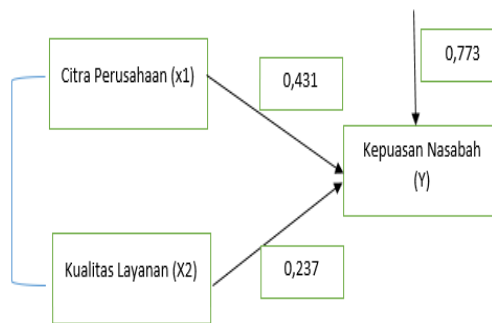 0,773
Citra Perusahaan (x1)
0,431
Kepuasan Nasabah
(Y)
Kualitas Layanan (X2)
0,237